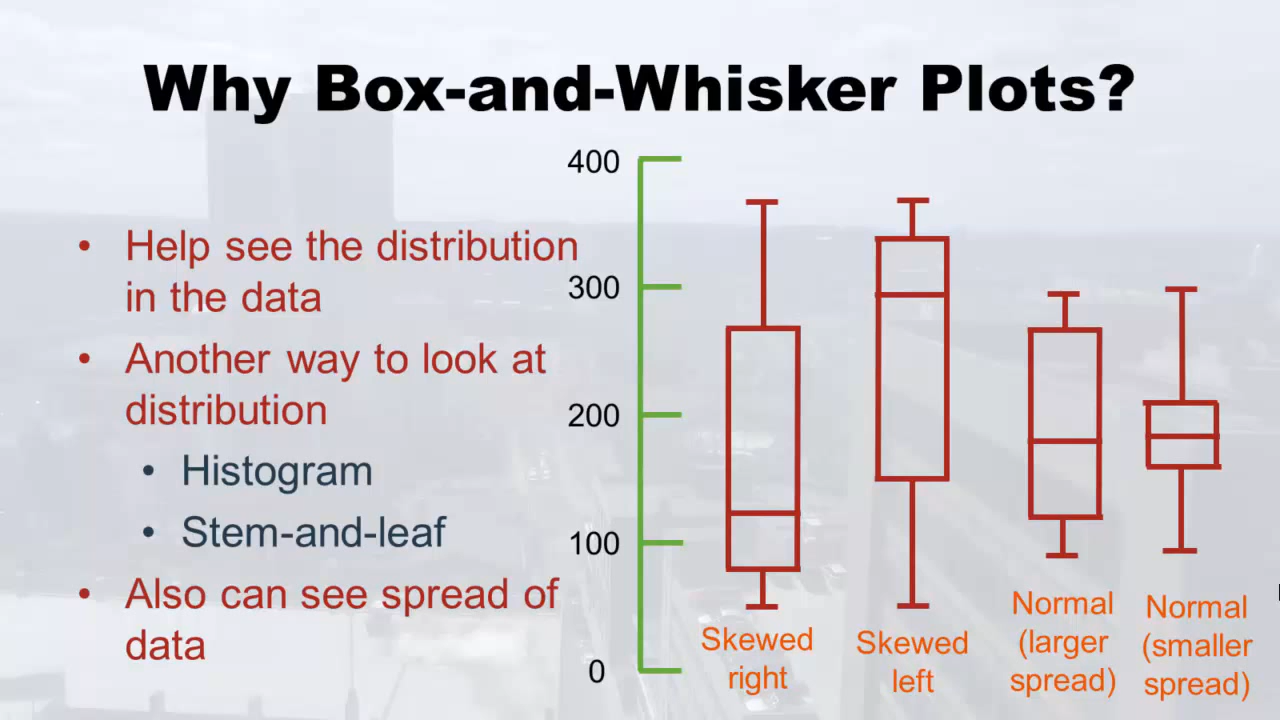 Why Box-and-Whisker Plots?
• Help see the distribution
in the data
• Another way to look at
distribution
• Histogram
• Stem-and-leaf
• Also can see spread of
data
400
300
200
100
0
Skewed
right
Skewed
left
Normal
(larger
spread)
Normal
(smaller
spread)